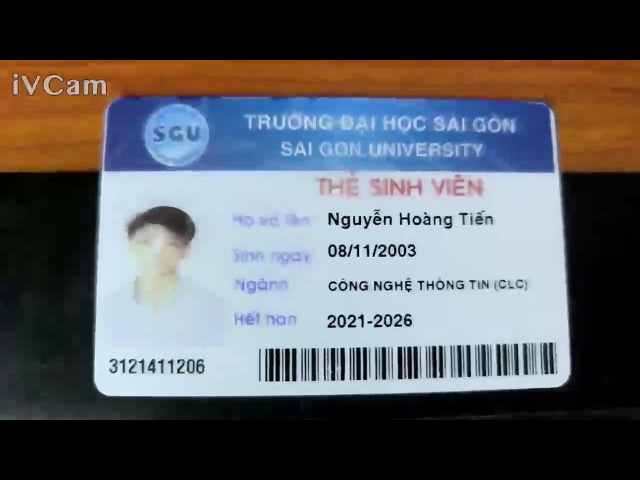 iVCam
SGU
TRƯỜNG ĐẠI HỌC SÀI GÒN
SAI GON UNIVERSITY
THẺ SINH VIÊN
Họ và tên Nguyễn Hoàng Tiến
Sinh ngày 08/11/2003
Ngành CÔNG NGHỆ THÔNG TIN (CLC)
Hết hạn 2021-2026
3121411206